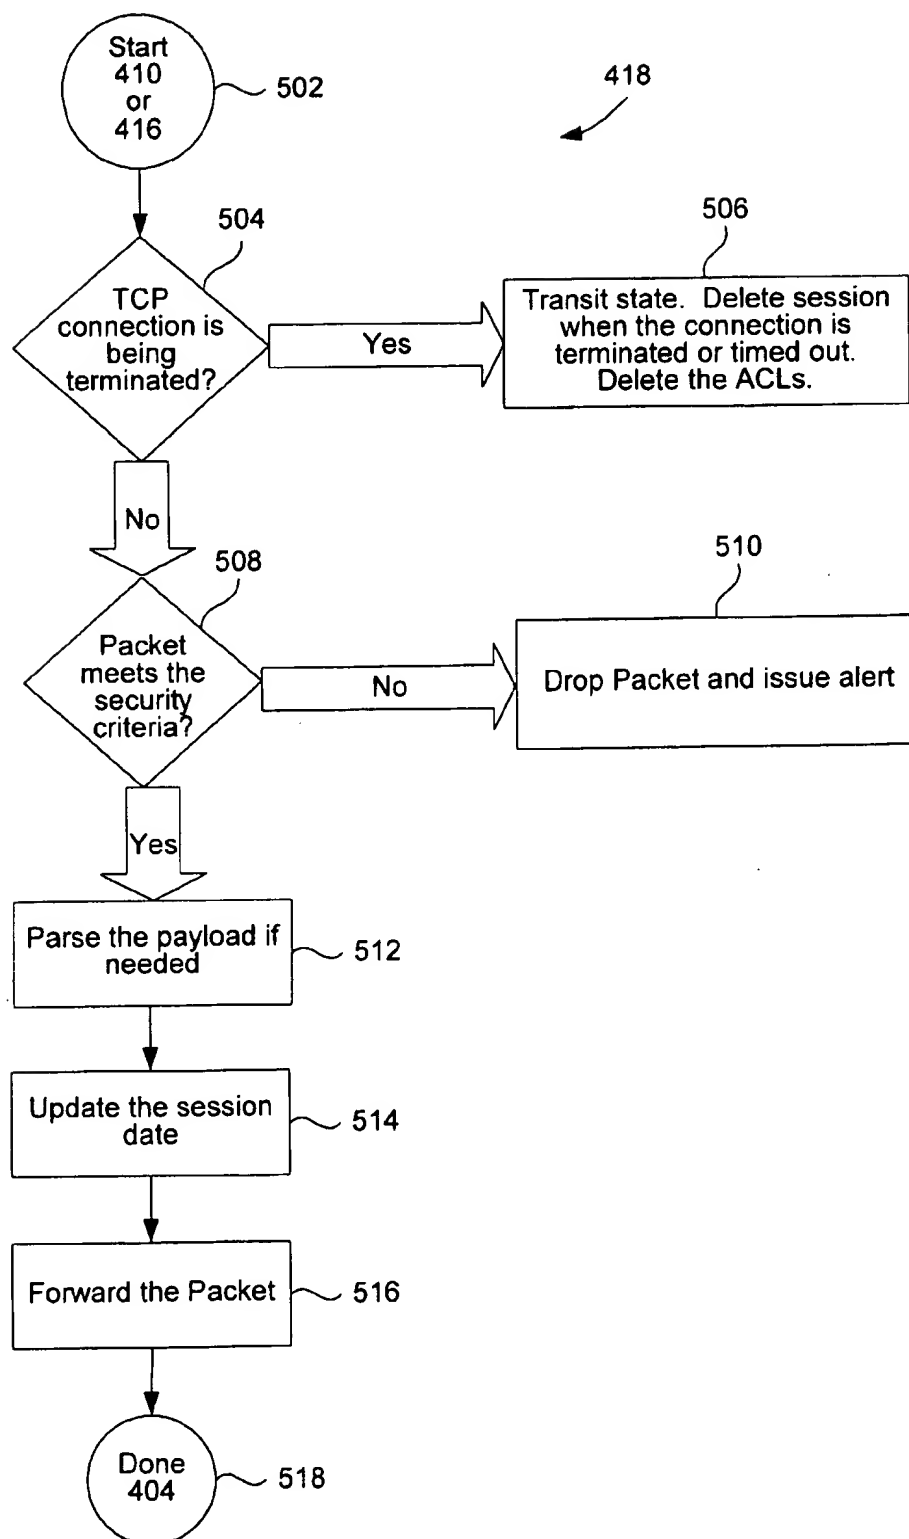 Start
410
or
416
502
418
504
TCP
connection is
being
terminated?
Yes
506
Transit state. Delete session
when the connection is
terminated or timed out.
Delete the ACLs.
No
508
Packet
meets the
security
criteria?
No
510
Drop Packet and issue alert
Yes
Parse the payload if
needed
512
Update the session
date
514
Forward the Packet
516
Done
404
518